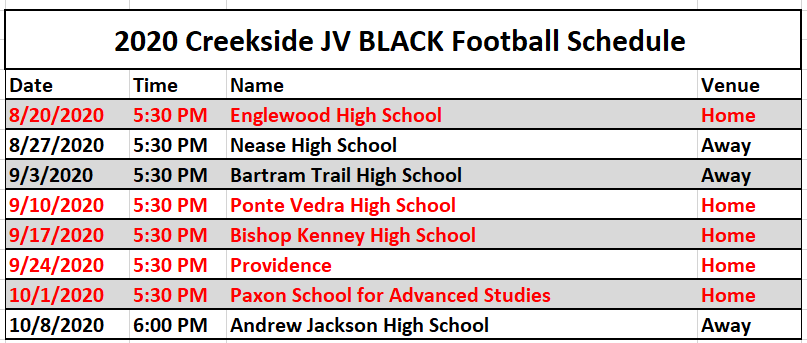 2020 Creekside JV BLACK Football Schedule
Date Time Name Venue
8/20/2020 5:30 PM Englewood High School Home
8/27/2020 5:30 PM Nease High School Away
9/3/2020 5:30 PM Bartram Trail High School Away
9/10/2020 5:30 PM Ponte Vedra High School Home
9/17/2020 5:30 PM Bishop Kenney High School Home
9/24/2020 5:30 PM Providence Home
10/1/2020 5:30 PM Paxon School for Advanced Studies Home
10/8/2020 6:00 PM Andrew Jackson High School Away